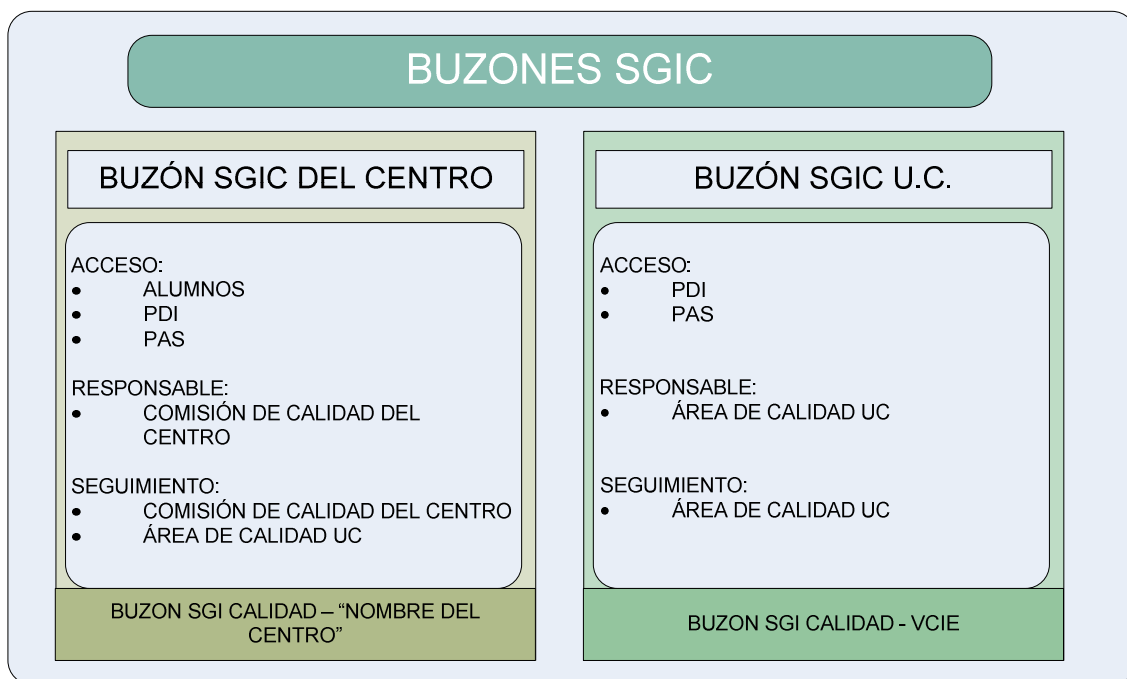 BUZONES SGIC
BUZÓN SGIC DEL CENTRO
ACCESO:
• ALUMNOS
• PDI
• PAS
RESPONSABLE:
• COMISIÓN DE CALIDAD DEL
CENTRO
SEGUIMIENTO:
• COMISIÓN DE CALIDAD DEL CENTRO
• ÁREA DE CALIDAD UC
BUZON SGI CALIDAD – “NOMBRE DEL
CENTRO”
BUZÓN SGIC U.C.
ACCESO:
• PDI
• PAS
RESPONSABLE:
• ÁREA DE CALIDAD UC
SEGUIMIENTO:
• ÁREA DE CALIDAD UC
BUZON SGI CALIDAD - VCIE